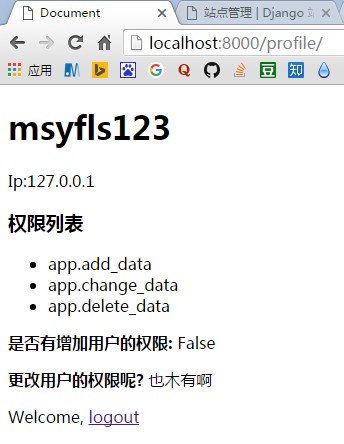 Document
站点管理 | Django 站
localhost:8000/profile/
应用
msyfls123
Ip:127.0.0.1
权限列表
app.add_data
app.change_data
app.delete_data
是否有增加用户的权限: False
更改用户的权限呢? 也木有啊
Welcome, logout